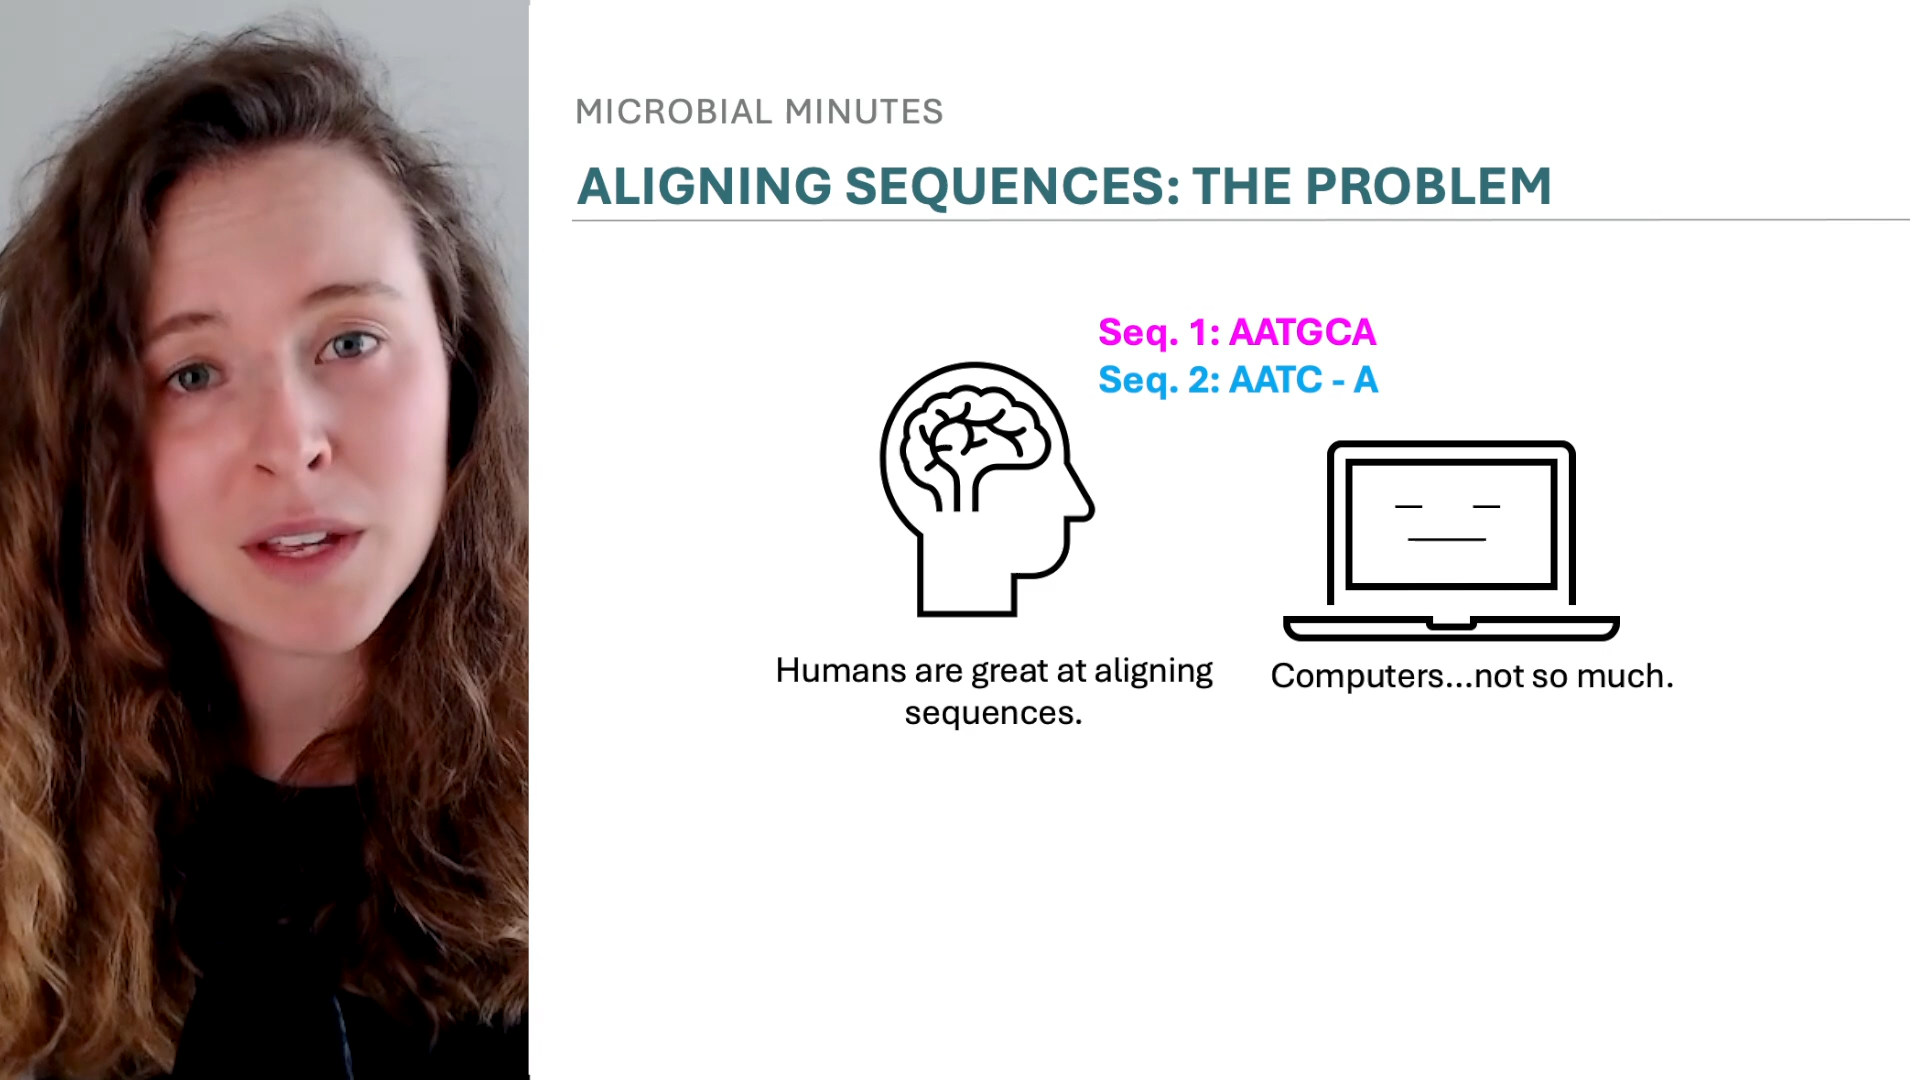 MICROBIAL MINUTES
ALIGNING SEQUENCES: THE PROBLEM
Seq. 1: AATGCA
Seq. 2: AATC - A
Humans are great at aligning
sequences.
Computers...not so much.